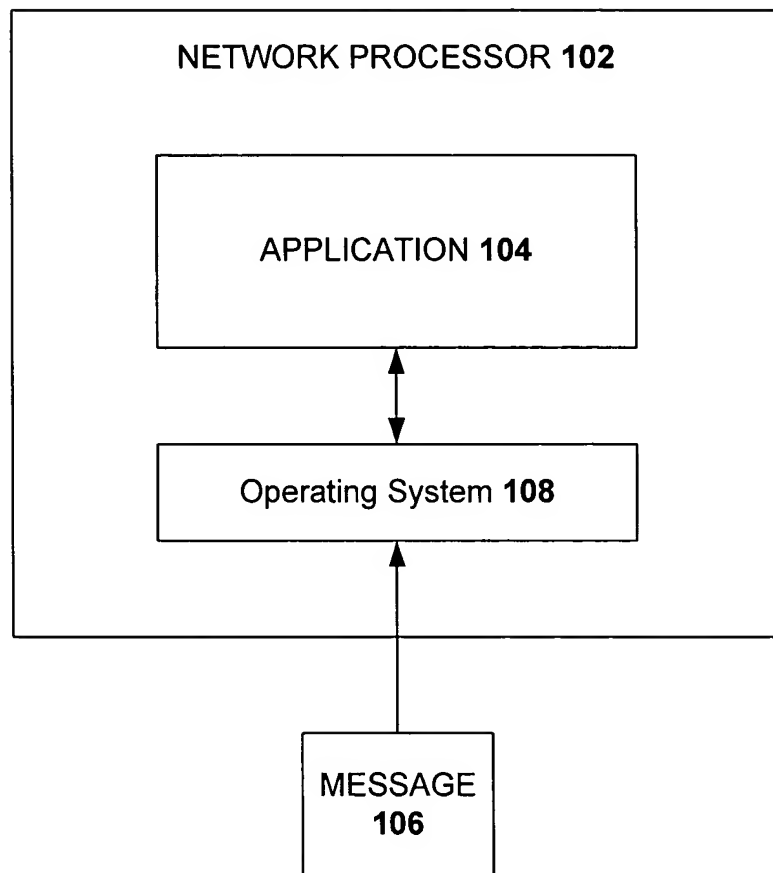 NETWORK PROCESSOR 102
APPLICATION 104
Operating System 108
MESSAGE
106